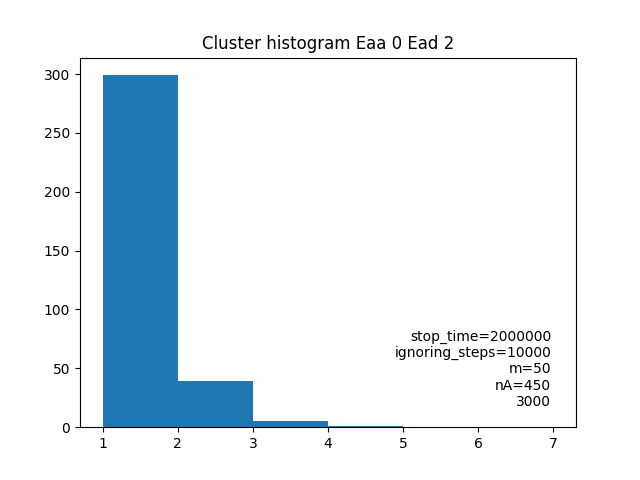 Cluster histogram Eaa 0 Ead 2
300
250
200
150
100
50
0
stop_time=2000000
ignoring_steps=10000
m=50
nA=450
3000
1 2 3 4 5 6 7